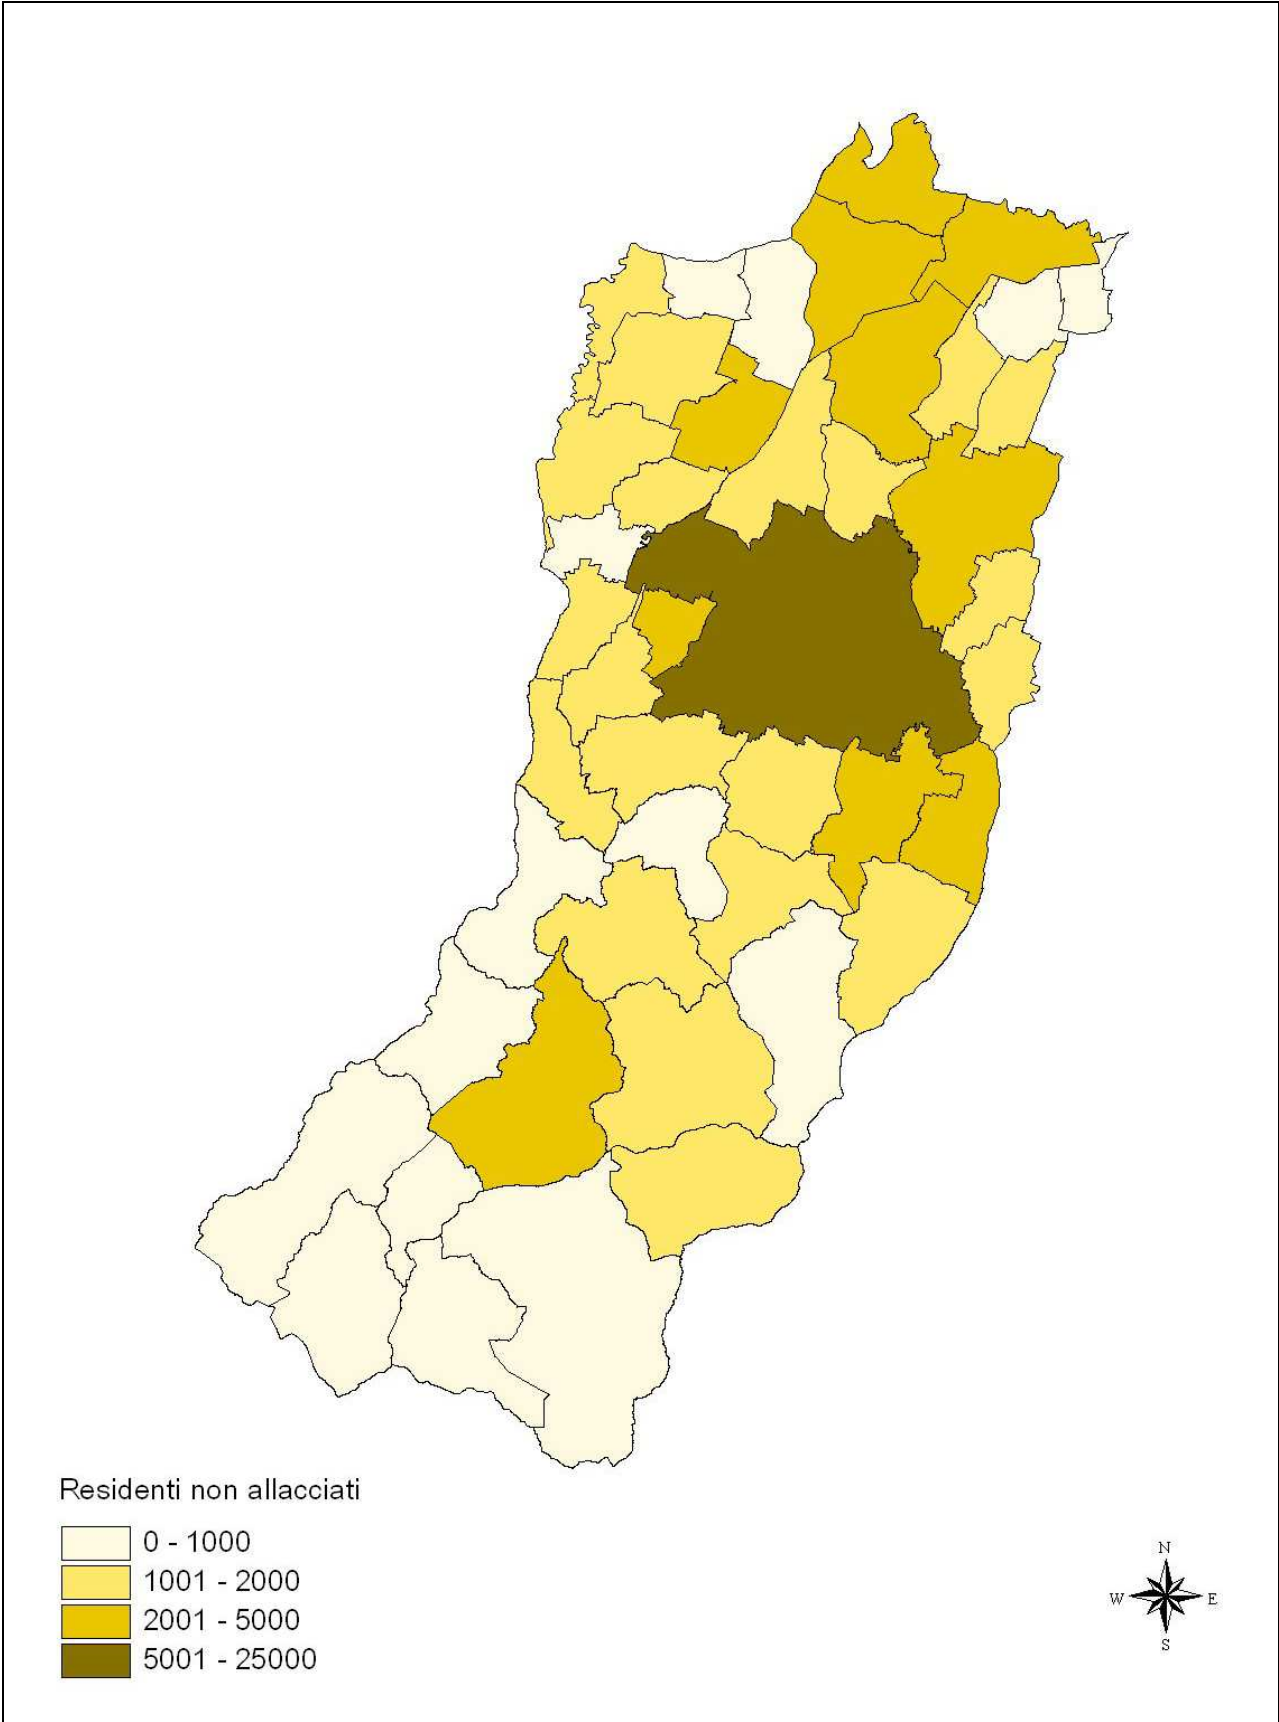 Residenti non allacciati
0 - 1000
1001 - 2000
2001 - 5000
5001 - 25000
N
W E
S